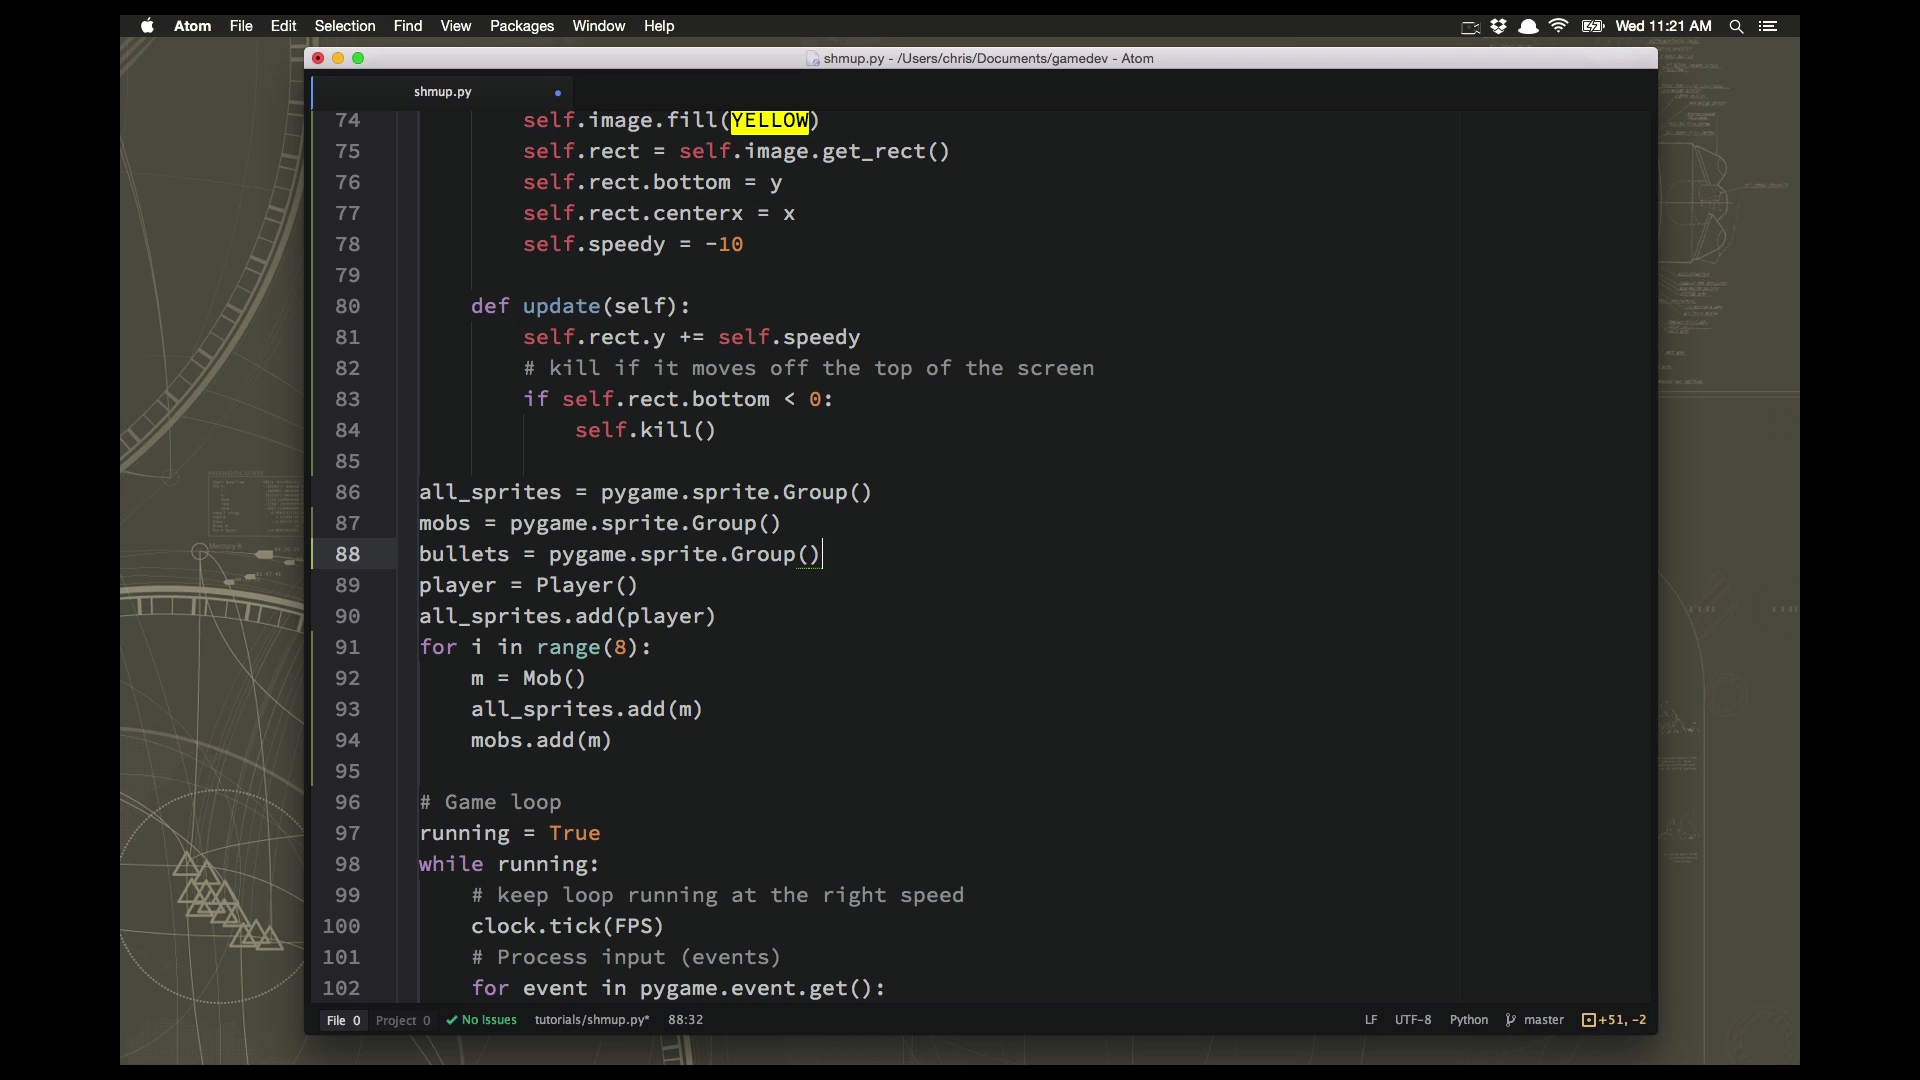 Atom File Edit Selection Find View Packages Window Help Wed 11:21 AM
shmup.py - /Users/chris/Documents/gamedev - Atom
shmup.py
74 self.image.fill(YELLOW)
75 self.rect = self.image.get_rect()
76 self.rect.bottom = y
77 self.rect.centerx = x
78 self.speedy = -10
79
80 def update(self):
81 self.rect.y += self.speedy
82 # kill if it moves off the top of the screen
83 if self.rect.bottom < 0:
84 self.kill()
85
86 all_sprites = pygame.sprite.Group()
87 mobs = pygame.sprite.Group()
88 bullets = pygame.sprite.Group()
89 player = Player()
90 all_sprites.add(player)
91 for i in range(8):
92 m = Mob()
93 all_sprites.add(m)
94 mobs.add(m)
95
96 # Game loop
97 running = True
98 while running:
99 # keep loop running at the right speed
100 clock.tick(FPS)
101 # Process input (events)
102 for event in pygame.event.get():
File 0 Project 0 No Issues tutorials/shmup.py* 88:32 LF UTF-8 Python master +51, -2